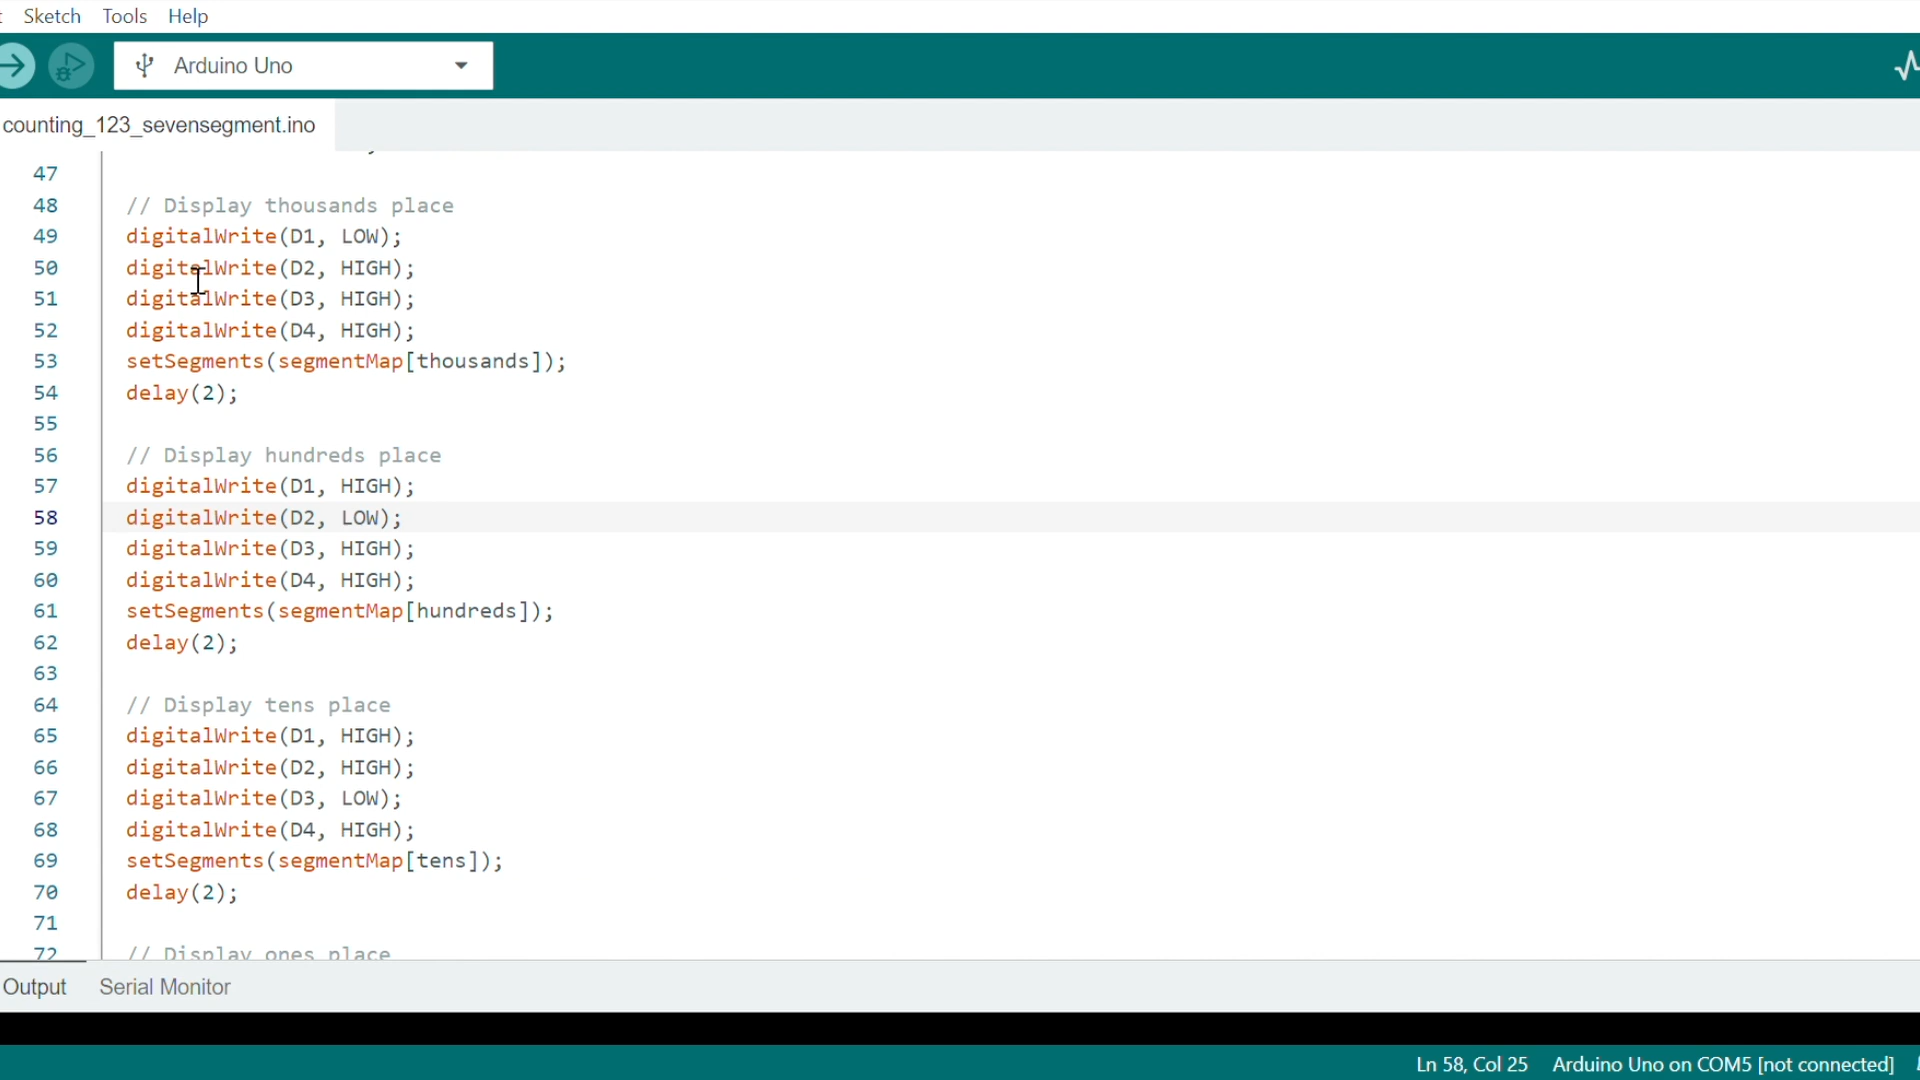 Sketch Tools Help
Arduino Uno
counting_123_sevensegment.ino
47
48 // Display thousands place
49 digitalWrite(D1, LOW);
50 digitalWrite(D2, HIGH);
51 digitalWrite(D3, HIGH);
52 digitalWrite(D4, HIGH);
53 setSegments(segmentMap[thousands]);
54 delay(2);
55
56 // Display hundreds place
57 digitalWrite(D1, HIGH);
58 digitalWrite(D2, LOW);
59 digitalWrite(D3, HIGH);
60 digitalWrite(D4, HIGH);
61 setSegments(segmentMap[hundreds]);
62 delay(2);
63
64 // Display tens place
65 digitalWrite(D1, HIGH);
66 digitalWrite(D2, HIGH);
67 digitalWrite(D3, LOW);
68 digitalWrite(D4, HIGH);
69 setSegments(segmentMap[tens]);
70 delay(2);
71
72 // Display ones place
Output Serial Monitor
Ln 58, Col 25 Arduino Uno on COM5 [not connected]